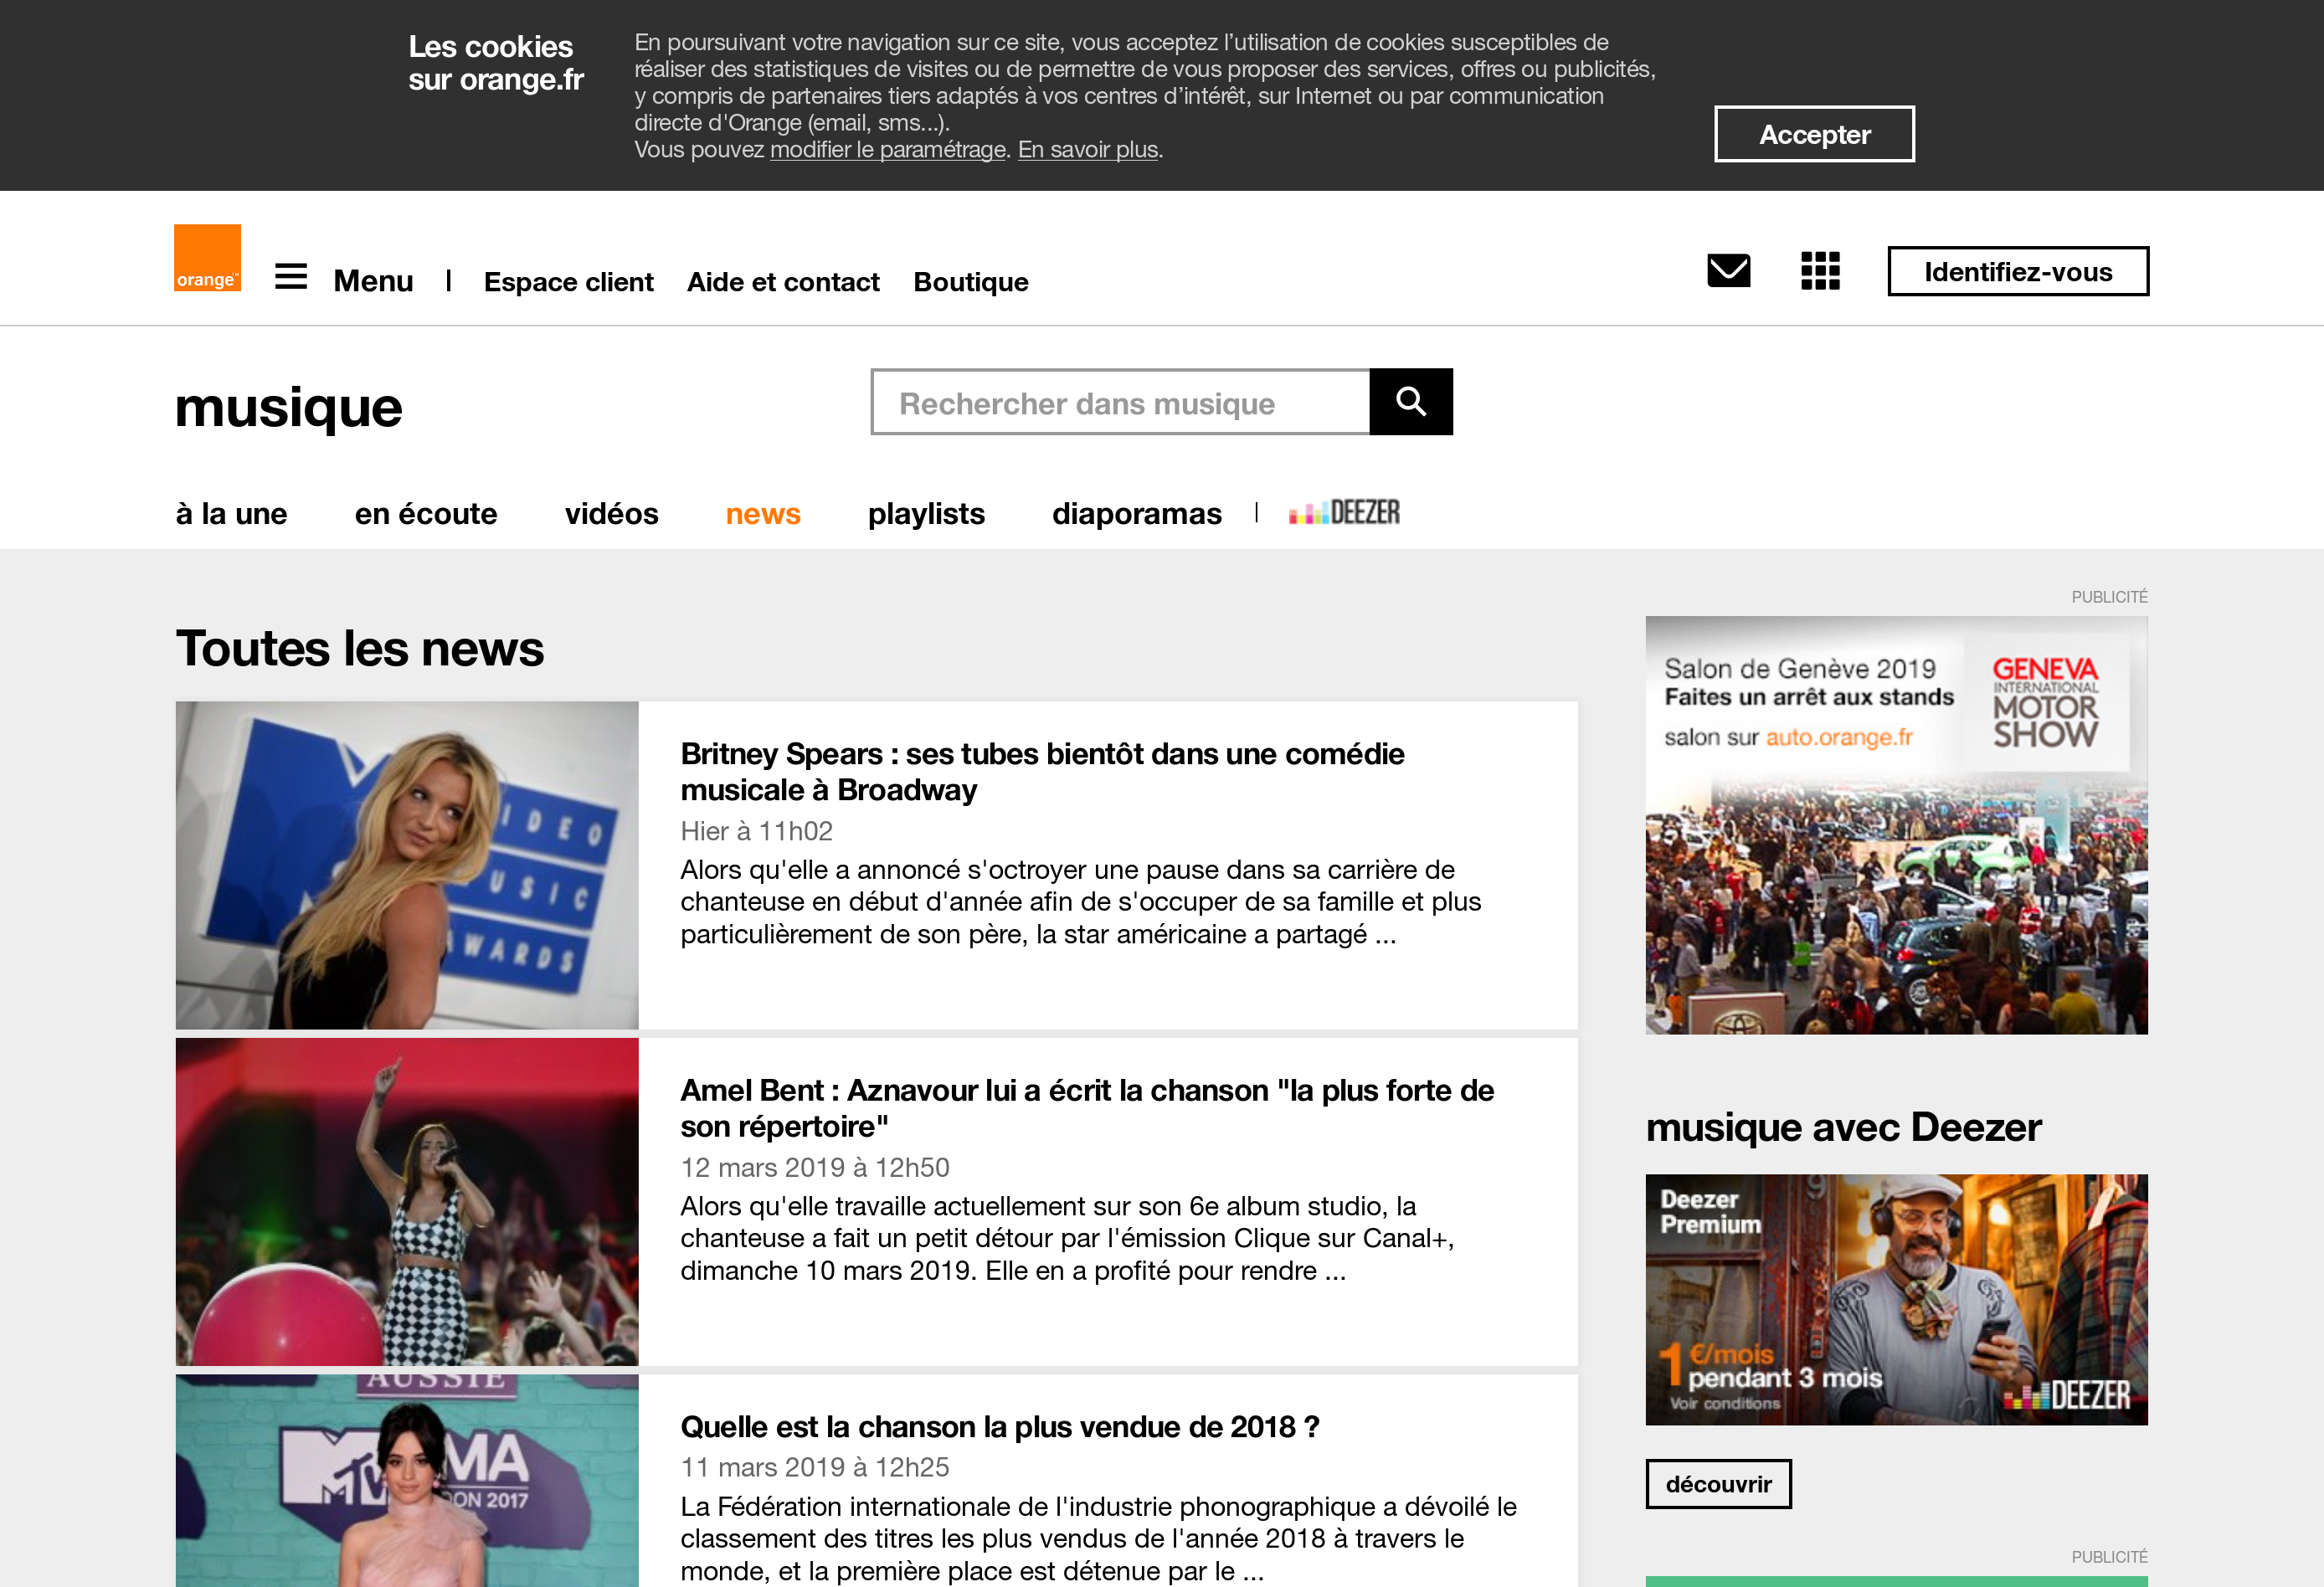 Les cookies
sur orange.fr
En poursuivant votre navigation sur ce site, vous acceptez l’utilisation de cookies susceptibles de
réaliser des statistiques de visites ou de permettre de vous proposer des services, offres ou publicités,
y compris de partenaires tiers adaptés à vos centres d’intérêt, sur Internet ou par communication
directe d'Orange (email, sms...).
Vous pouvez modifier le paramétrage. En savoir plus.
Accepter
orange™
Menu
Espace client
Aide et contact
Boutique
Identifiez-vous
musique
Rechercher dans musique
à la une
en écoute
vidéos
news
playlists
diaporamas
DEEZER
Toutes les news
VIDEO
MUSIC
AWARDS
Britney Spears : ses tubes bientôt dans une comédie
musicale à Broadway
Hier à 11h02
Alors qu'elle a annoncé s'octroyer une pause dans sa carrière de
chanteuse en début d'année afin de s'occuper de sa famille et plus
particulièrement de son père, la star américaine a partagé ...
Amel Bent : Aznavour lui a écrit la chanson "la plus forte de
son répertoire"
12 mars 2019 à 12h50
Alors qu'elle travaille actuellement sur son 6e album studio, la
chanteuse a fait un petit détour par l'émission Clique sur Canal+,
dimanche 10 mars 2019. Elle en a profité pour rendre ...
AUSSIE
MTV MA
DON 2017
Quelle est la chanson la plus vendue de 2018 ?
11 mars 2019 à 12h25
La Fédération internationale de l'industrie phonographique a dévoilé le
classement des titres les plus vendus de l'année 2018 à travers le
monde, et la première place est détenue par le ...
PUBLICITÉ
Salon de Genève 2019
Faites un arrêt aux stands
salon sur auto.orange.fr
GENEVA
INTERNATIONAL
MOTOR
SHOW
musique avec Deezer
9
Deezer
Premium
1€/mois
pendant 3 mois
Voir conditions
DEEZER
découvrir
PUBLICITÉ